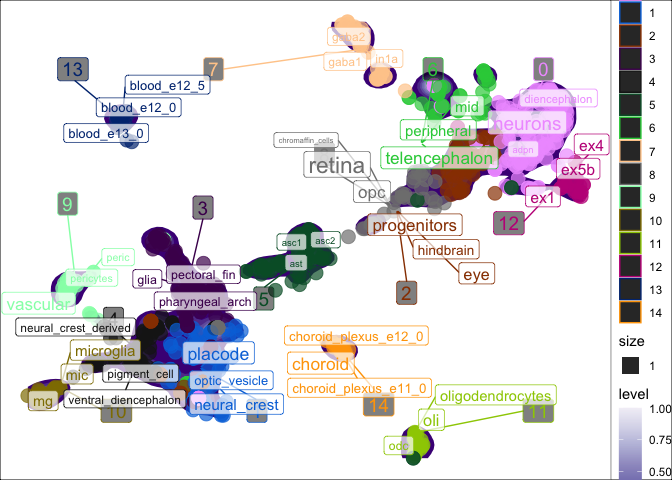 gaba2
gaba1
in1a
13
7
6
0
blood_e12_5
blood_e12_0
blood_e13_0
mid
diencephalon
neurons
peripheral
telencephalon
adpn
chromaffin_cells
retina
opc
ex4
ex5b
ex1
12
9
3
progenitors
hindbrain
eye
2
asc1
asc2
ast
5
peric
pericytes
glia
pectoral_fin
vascular
pharyngeal_arch
4
neural_crest_derived
microglia
placode
mic
pigment_cell
optic_vesicle
mg
ventral_diencephalon
neural_crest
10
1
choroid_plexus_e12_0
choroid
choroid_plexus_e11_0
14
oligodendrocytes
oli
11
odc
1
2
3
4
5
6
7
8
9
10
11
12
13
14
size
1
level
1.00
0.75
0.50